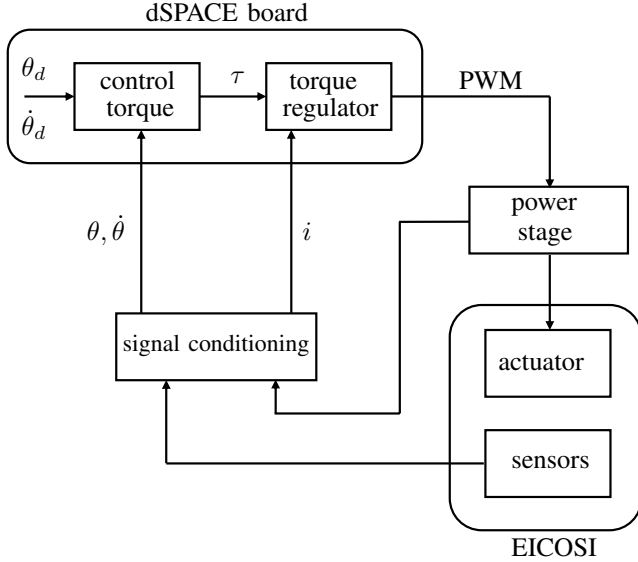 dSPACE board
θ_d
θ̇_d
control
torque
τ
torque
regulator
PWM
θ, θ̇
i
power
stage
signal conditioning
actuator
sensors
EICOSI